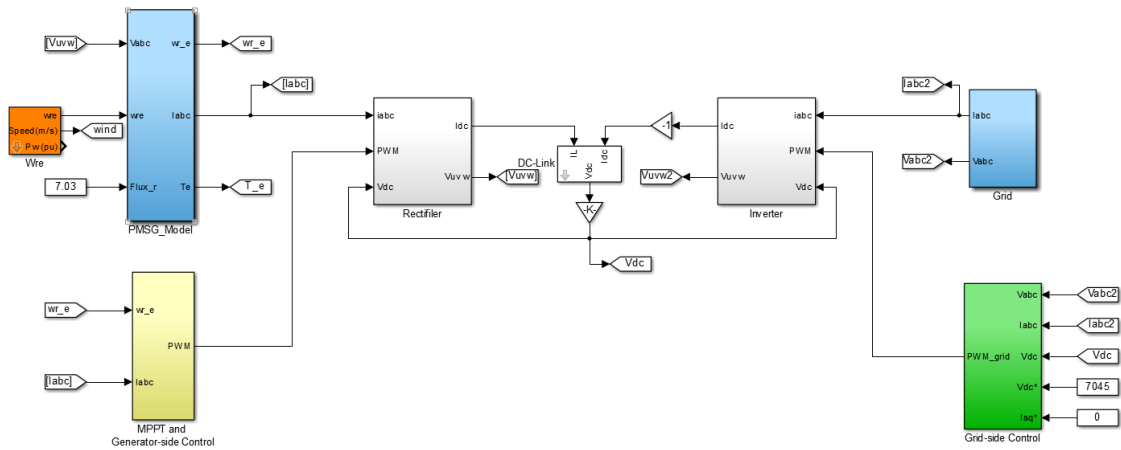 [Vuvw]
Vabc
wr_e
wr_e
[Iabc]
wre
Speed(m/s)
Pw(pu)
Wre
wind
wre
Iabc
7.03
Flux_r
Te
T_e
PMSG_Model
iabc
Idc
PWM
Vdc
Vuvw
Rectifiler
[Vuvw]
DC-Link
IL
Idc
Vdc
-K-
Vdc
-1
Idc
iabc
PWM
Vuvw
Vdc
Inverter
Vuvw2
Iabc2
Iabc
Vabc2
Vabc
Grid
wr_e
wr_e
PWM
[Iabc]
Iabc
MPPT and
Generator-side Control
Vabc
Vabc2
Iabc
Iabc2
PWM_grid
Vdc
Vdc
Vdc*
7045
Isq*
0
Grid-side Control